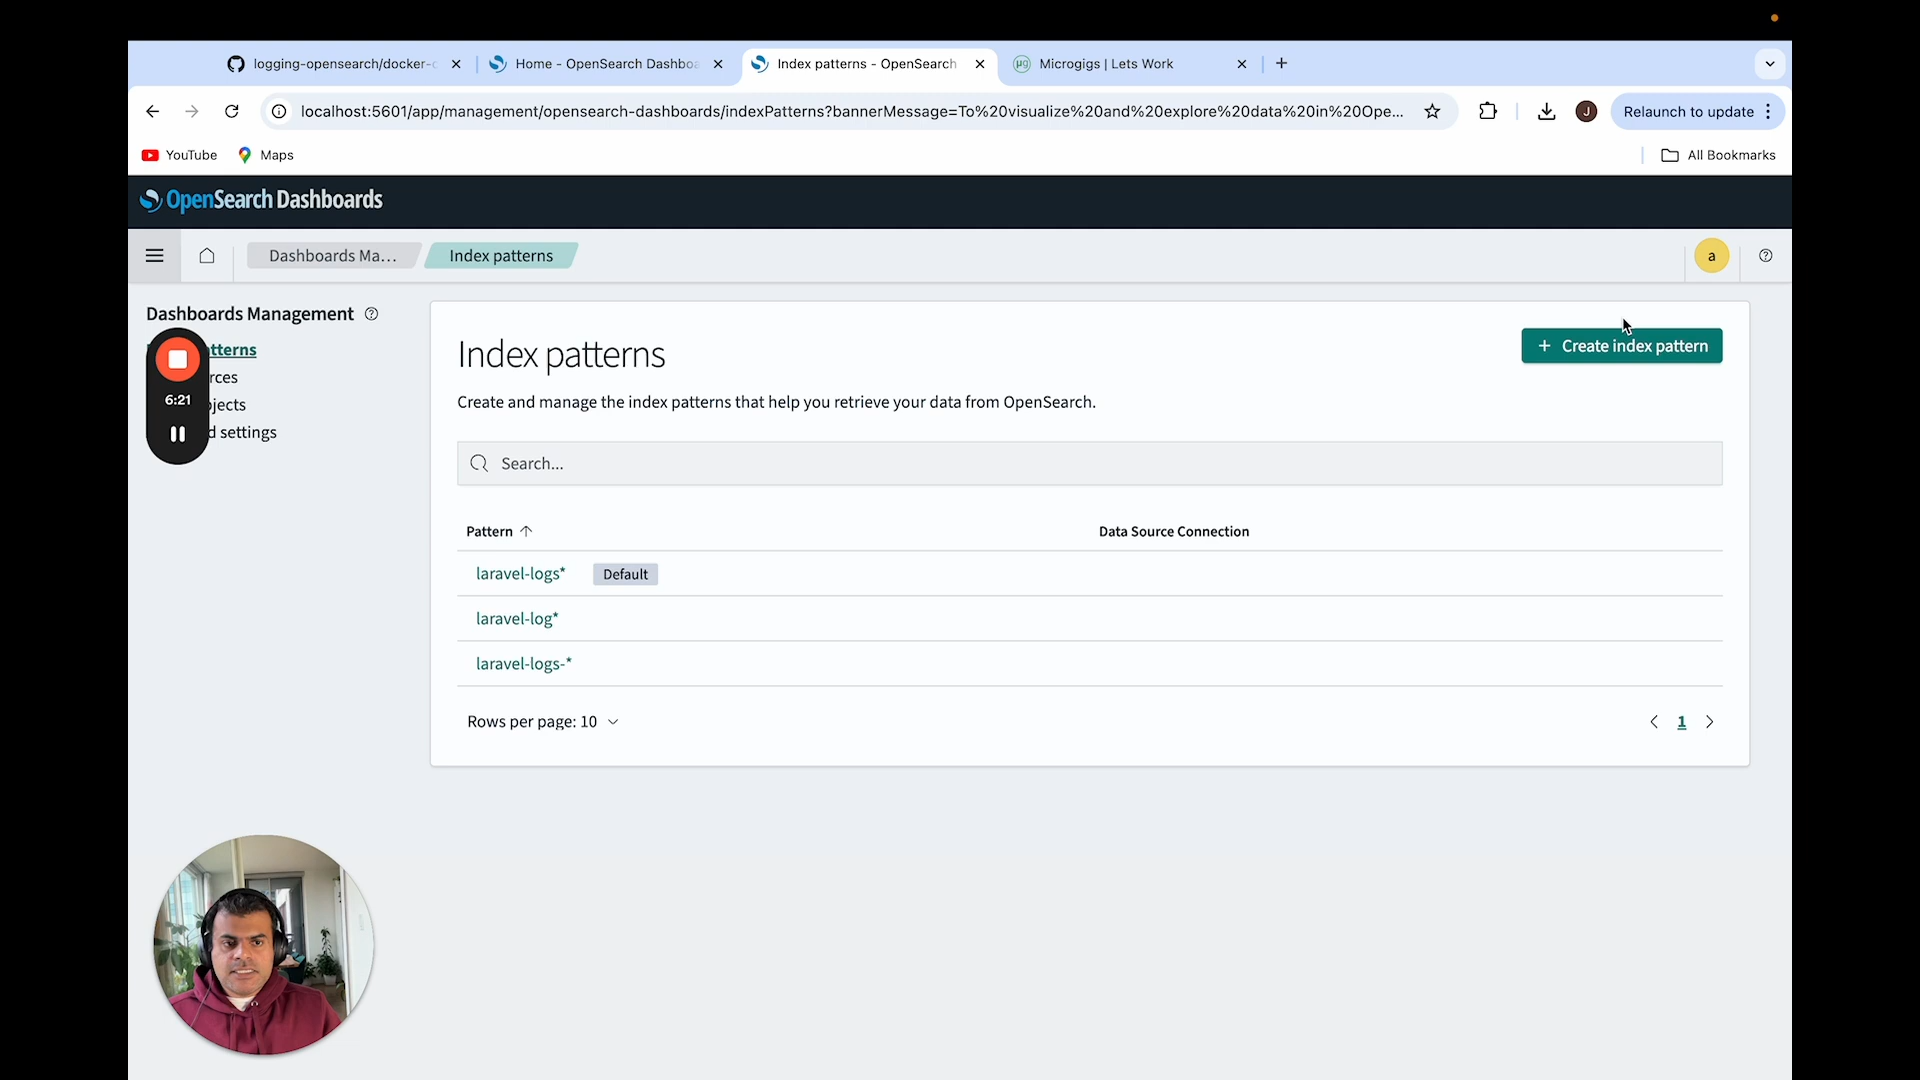 logging-opensearch/docker-c
Home - OpenSearch Dashboa
Index patterns - OpenSearch
µg Microgigs | Lets Work
localhost:5601/app/management/opensearch-dashboards/indexPatterns?bannerMessage=To%20visualize%20and%20explore%20data%20in%20Ope...
J
Relaunch to update
YouTube
Maps
All Bookmarks
OpenSearch Dashboards
Dashboards Ma...
Index patterns
a
Dashboards Management
tterns
rces
jects
d settings
6:21
Index patterns
+ Create index pattern
Create and manage the index patterns that help you retrieve your data from OpenSearch.
Search...
Pattern ↑
Data Source Connection
laravel-logs* Default
laravel-log*
laravel-logs-*
Rows per page: 10
< 1 >